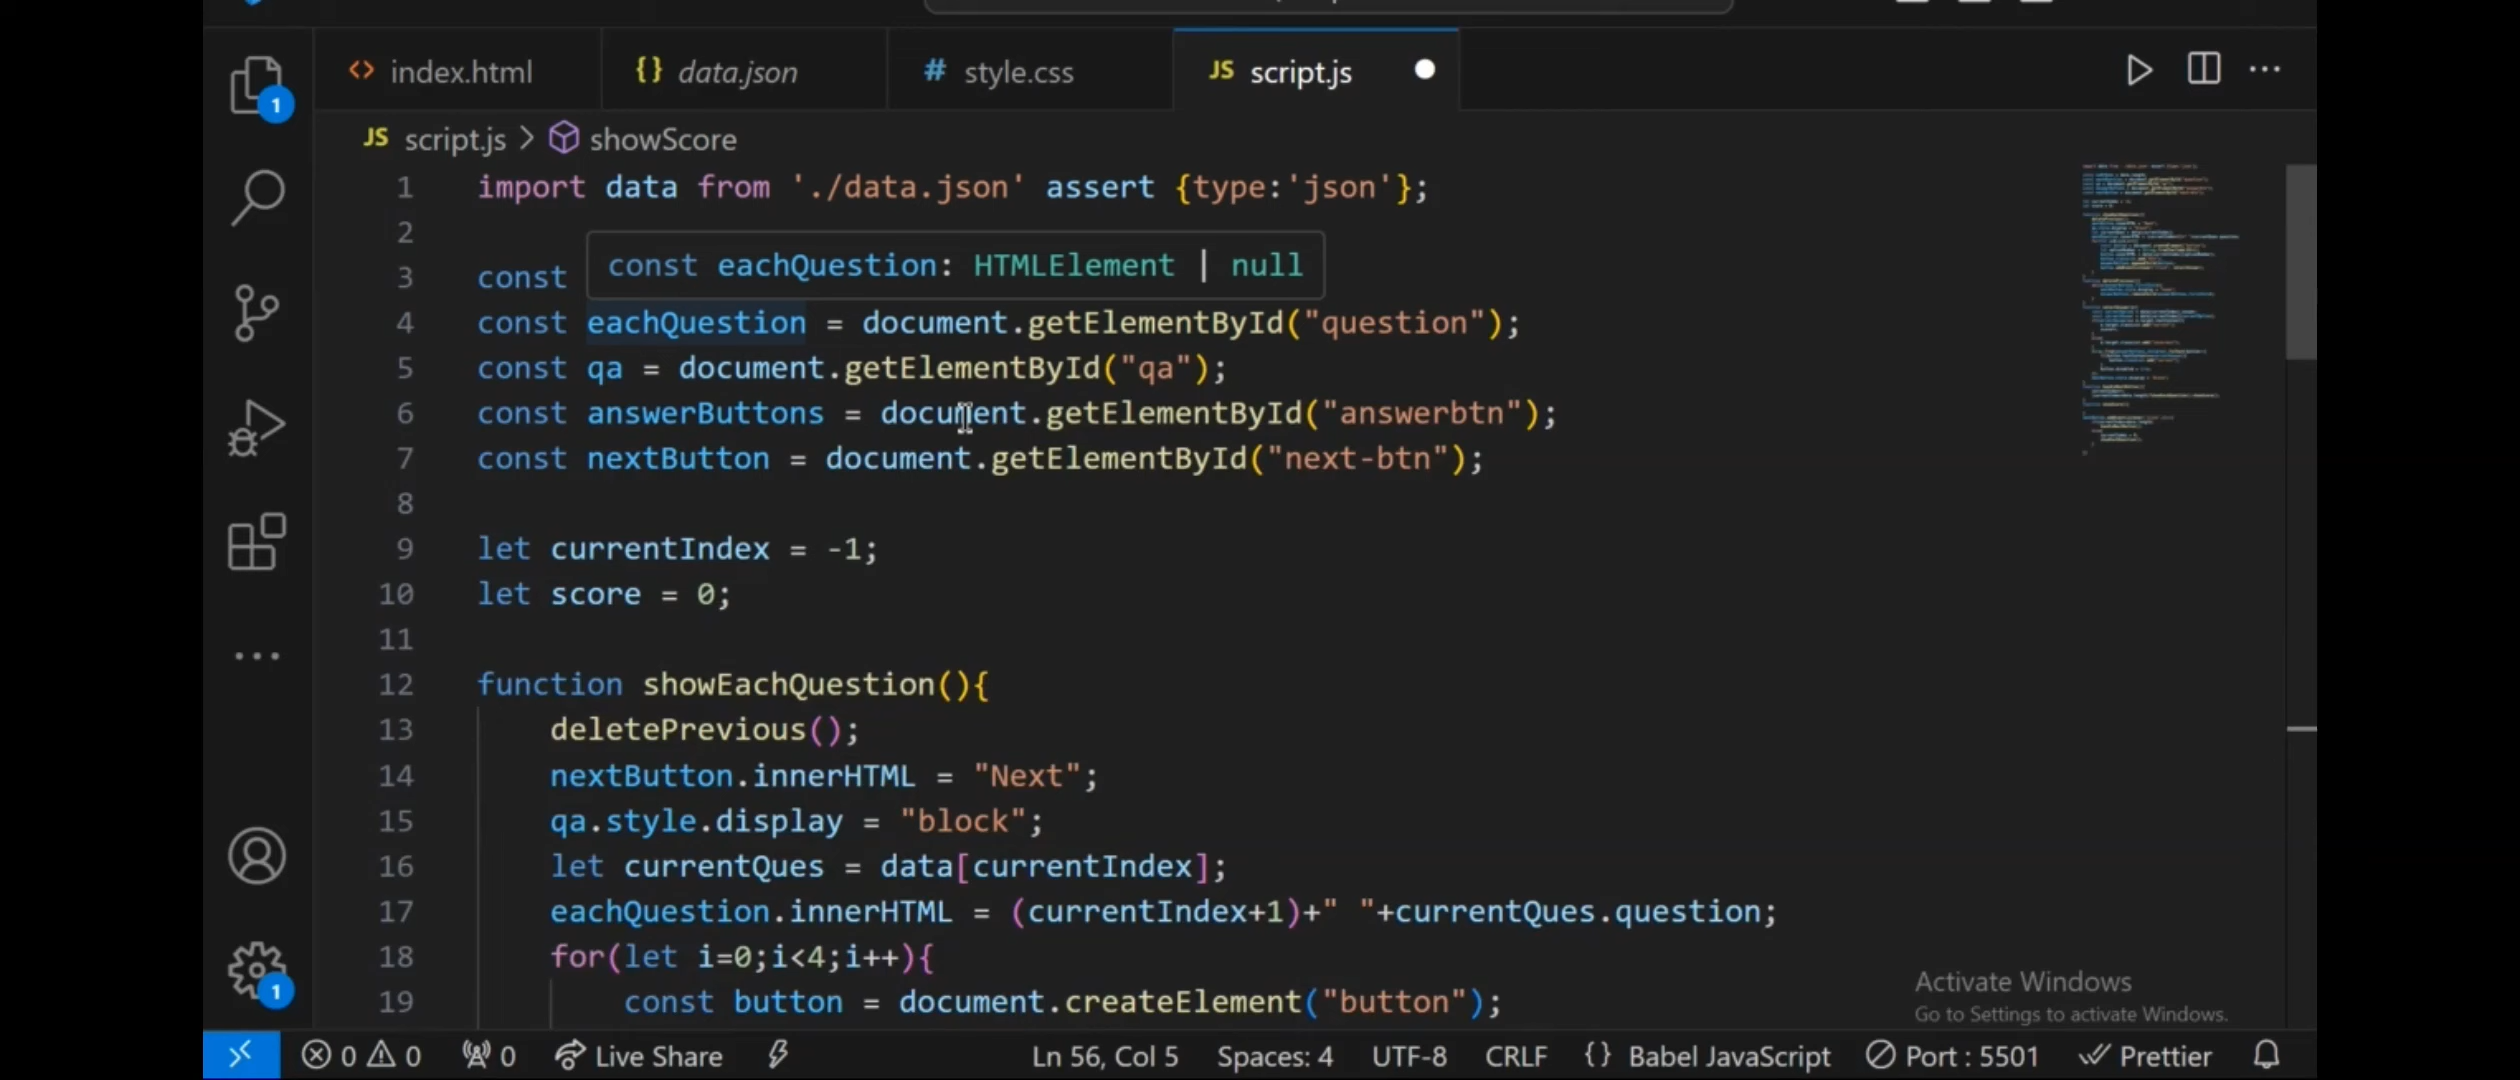 index.html
data.json
style.css
JS script.js
JS script.js > showScore
1 import data from './data.json' assert {type:'json'};
2
const eachQuestion: HTMLElement | null
3 const
4 const eachQuestion = document.getElementById("question");
5 const qa = document.getElementById("qa");
6 const answerButtons = document.getElementById("answerbtn");
7 const nextButton = document.getElementById("next-btn");
8
9 let currentIndex = -1;
10 let score = 0;
11
12 function showEachQuestion(){
13 deletePrevious();
14 nextButton.innerHTML = "Next";
15 qa.style.display = "block";
16 let currentQues = data[currentIndex];
17 eachQuestion.innerHTML = (currentIndex+1)+" "+currentQues.question;
18 for(let i=0;i<4;i++){
19 const button = document.createElement("button");
1
1
Activate Windows
Go to Settings to activate Windows.
0 0 0 Live Share Ln 56, Col 5 Spaces: 4 UTF-8 CRLF {} Babel JavaScript Port : 5501 Prettier